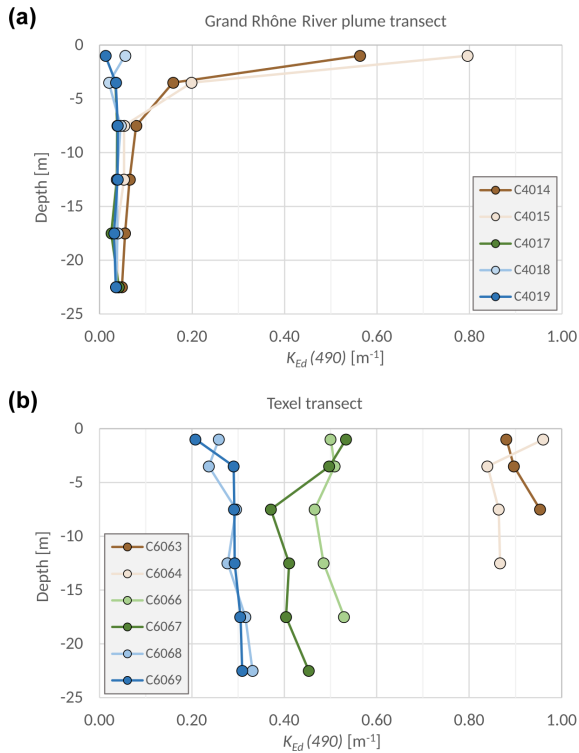 (a)
Grand Rhône River plume transect
0
-5
-10
-15
-20
-25
Depth [m]
C4014
C4015
C4017
C4018
C4019
0.00 0.20 0.40 0.60 0.80 1.00
K_Ed (490) [m⁻¹]
(b)
Texel transect
0
-5
-10
-15
-20
-25
Depth [m]
C6063
C6064
C6066
C6067
C6068
C6069
0.00 0.20 0.40 0.60 0.80 1.00
K_Ed (490) [m⁻¹]